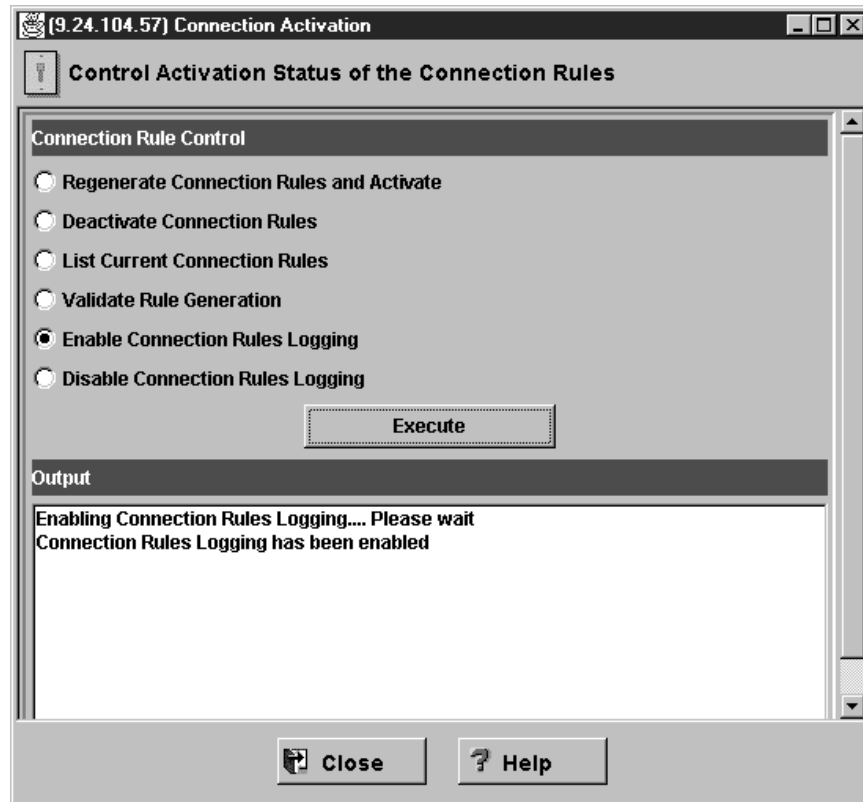 (9.24.104.57) Connection Activation
Control Activation Status of the Connection Rules
Connection Rule Control
Regenerate Connection Rules and Activate
Deactivate Connection Rules
List Current Connection Rules
Validate Rule Generation
Enable Connection Rules Logging
Disable Connection Rules Logging
Execute
Output
Enabling Connection Rules Logging.... Please wait
Connection Rules Logging has been enabled
Close
Help